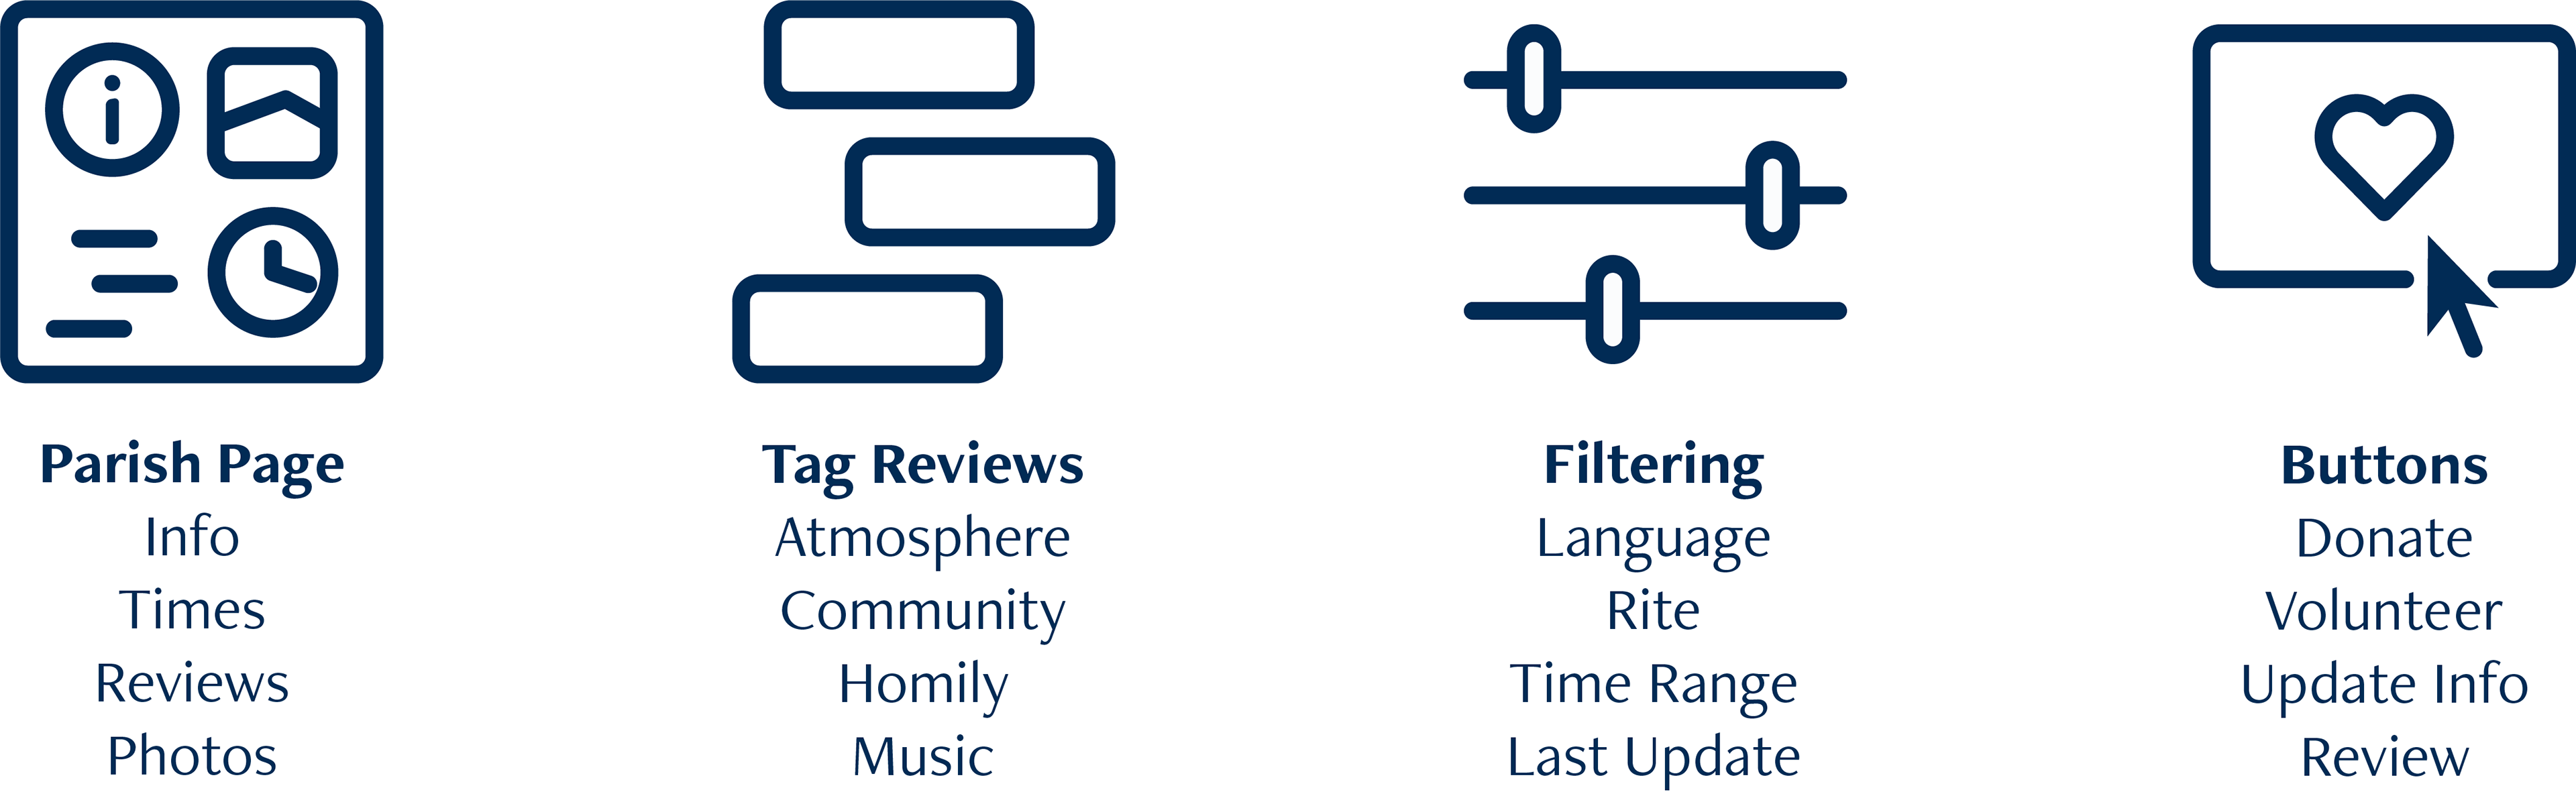 Parish Page
Info
Times
Reviews
Photos
Tag Reviews
Atmosphere
Community
Homily
Music
Filtering
Language
Rite
Time Range
Last Update
Buttons
Donate
Volunteer
Update Info
Review